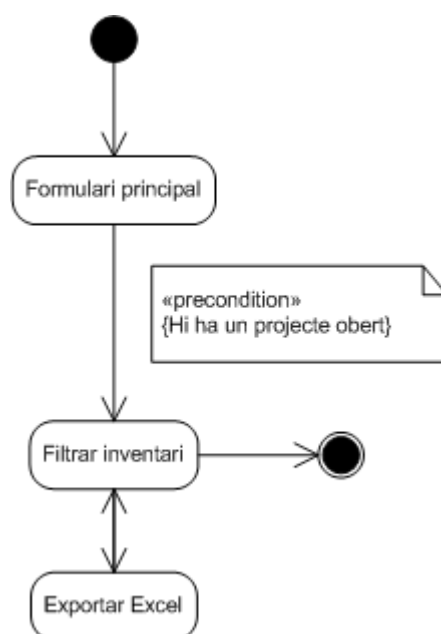 Formulari principal
«precondition»
{Hi ha un projecte obert}
Filtrar inventari
Exportar Excel